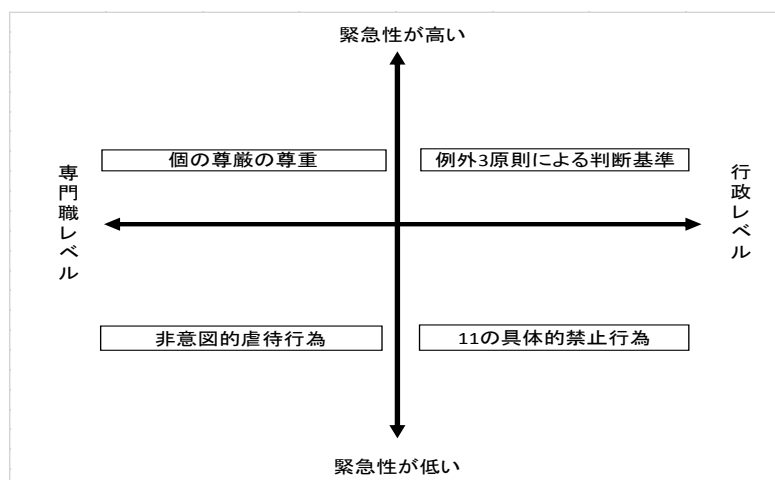 緊急性が高い
個の尊厳の尊重
例外3原則による判断基準
専門職レベル
行政レベル
非意図的虐待行為
11の具体的禁止行為
緊急性が低い